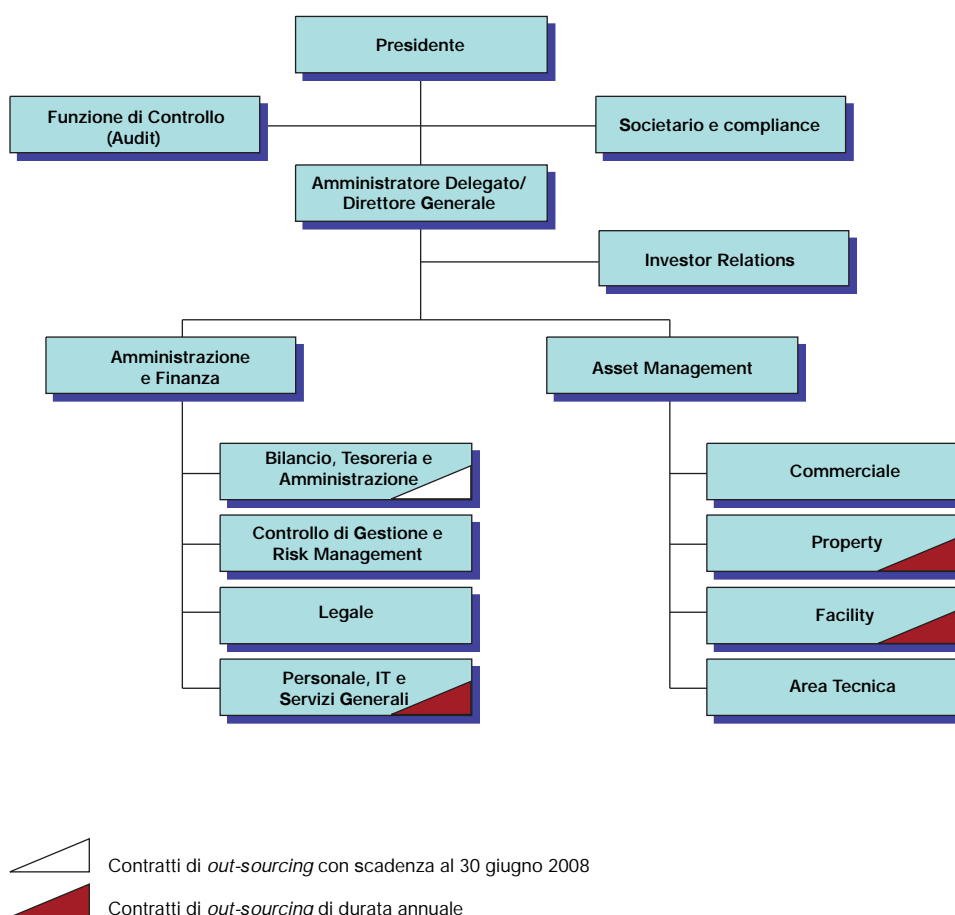 Presidente
Funzione di Controllo
(Audit)
Societario e compliance
Amministratore Delegato/
Direttore Generale
Investor Relations
Amministrazione
e Finanza
Asset Management
Bilancio, Tesoreria e
Amministrazione
Controllo di Gestione e
Risk Management
Legale
Personale, IT e
Servizi Generali
Commerciale
Property
Facility
Area Tecnica
Contratti di out-sourcing con scadenza al 30 giugno 2008
Contratti di out-sourcing di durata annuale